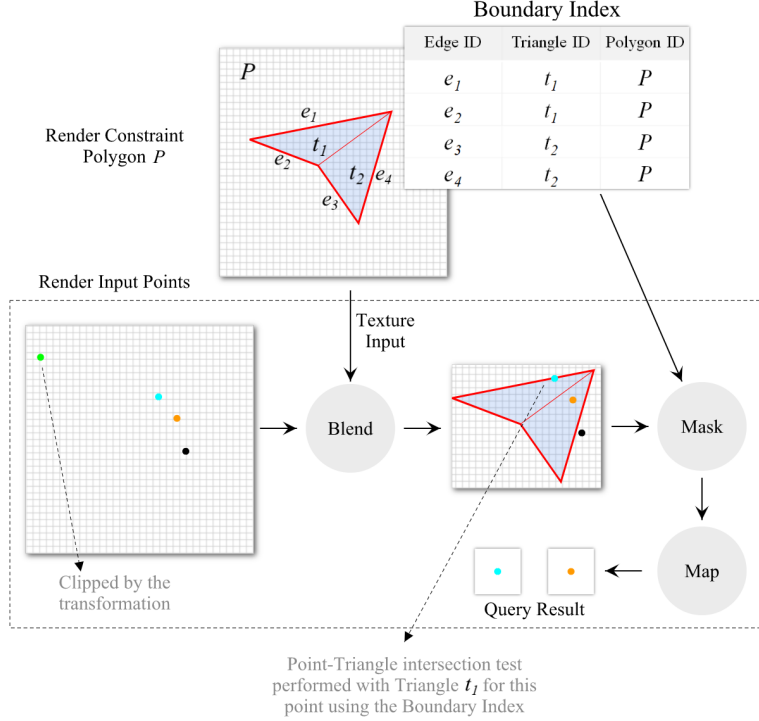 Boundary Index
Edge ID Triangle ID Polygon ID
e1 t1 P
e2 t1 P
e3 t2 P
e4 t2 P
P
e1
t1
e2
t2 e4
e3
Render Constraint
Polygon P
Render Input Points
Texture
Input
Blend
Mask
Map
Clipped by the
transformation
Query Result
Point-Triangle intersection test
performed with Triangle t1 for this
point using the Boundary Index